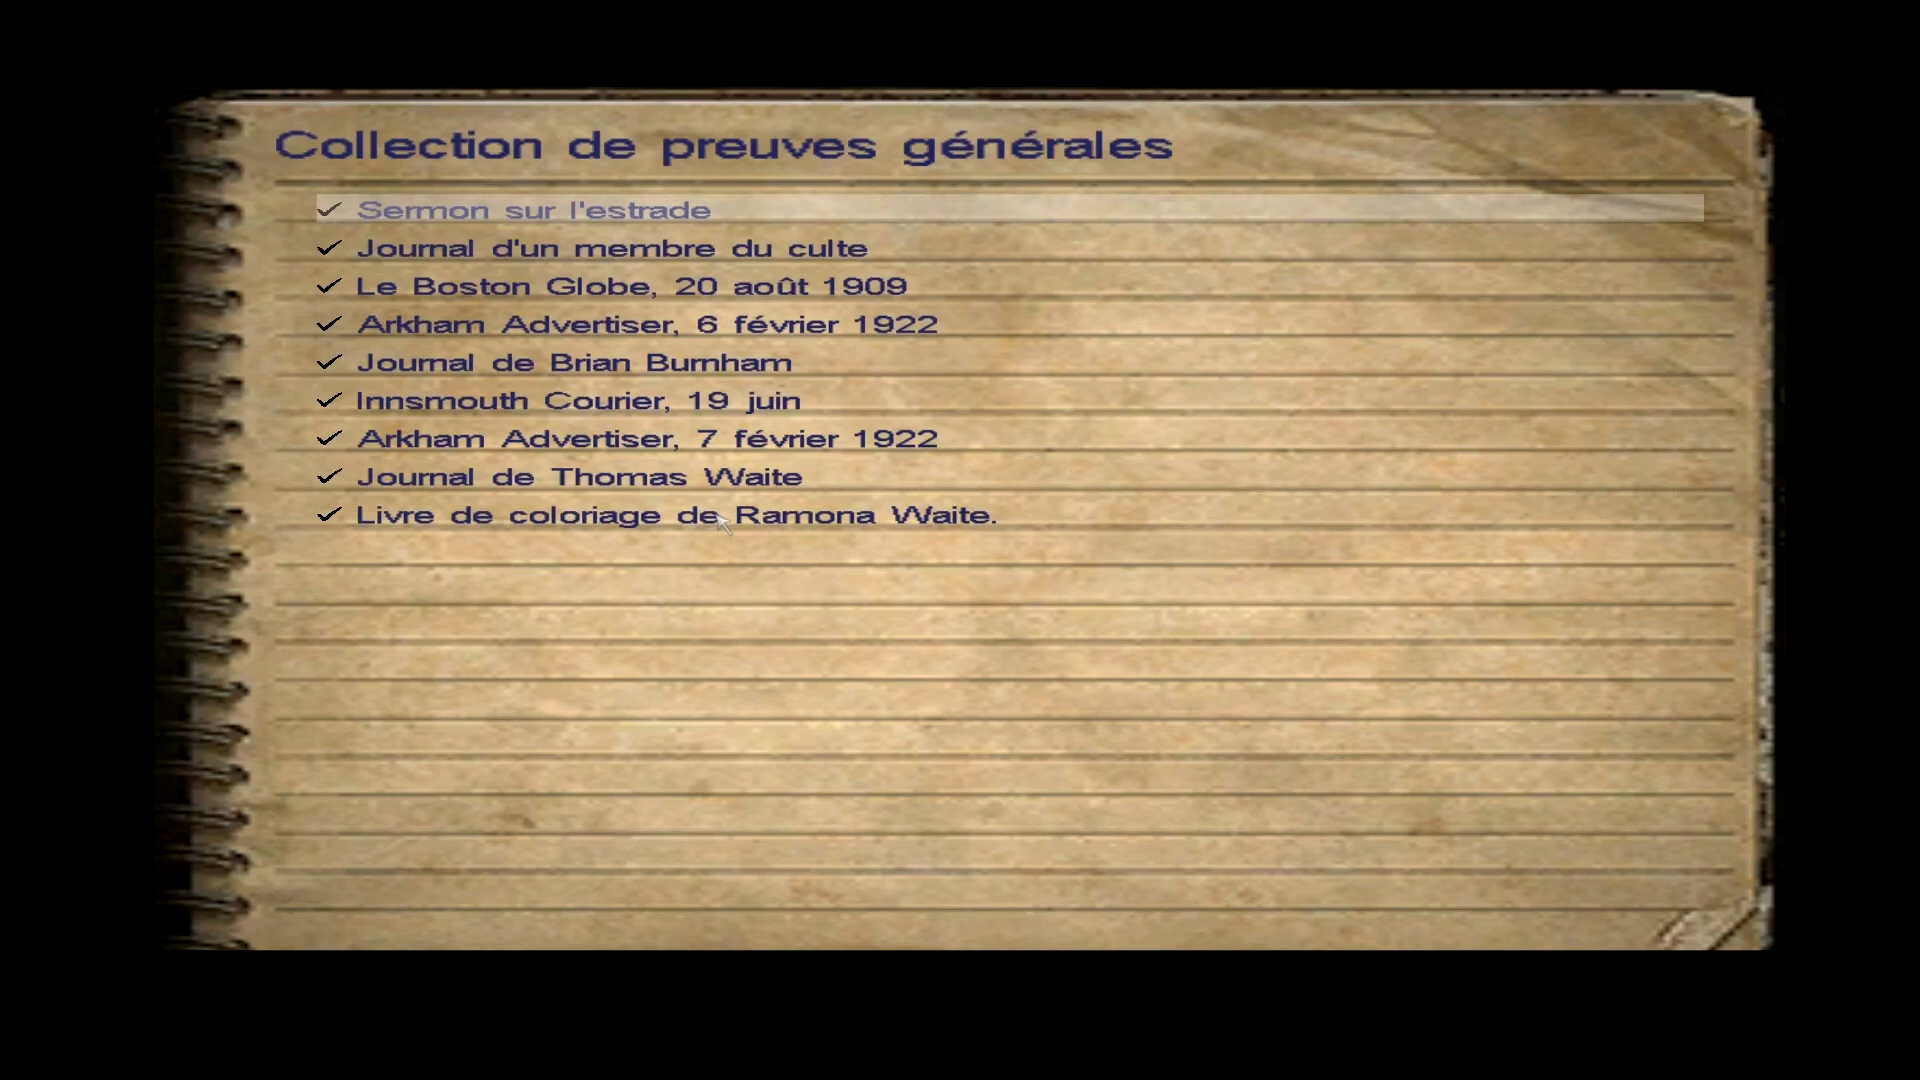 Collection de preuves générales
Sermon sur l'estrade
Journal d'un membre du culte
Le Boston Globe, 20 août 1909
Arkham Advertiser, 6 février 1922
Journal de Brian Burnham
Innsmouth Courier, 19 juin
Arkham Advertiser, 7 février 1922
Journal de Thomas Waite
Livre de coloriage de Ramona Waite.